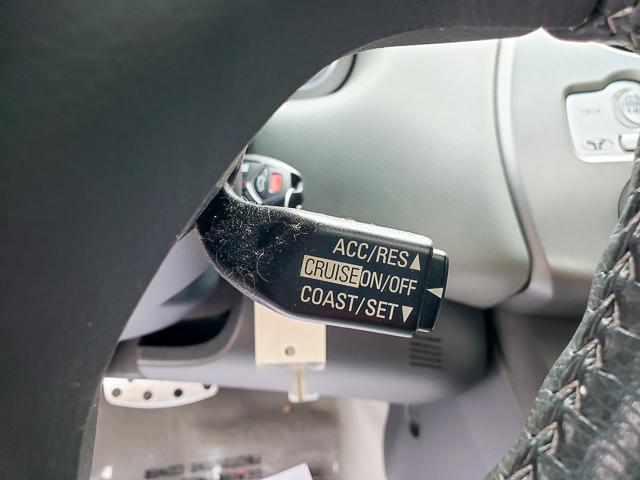 ACC/RES▲
CRUISE ON/OFF ◀
COAST/SET▼